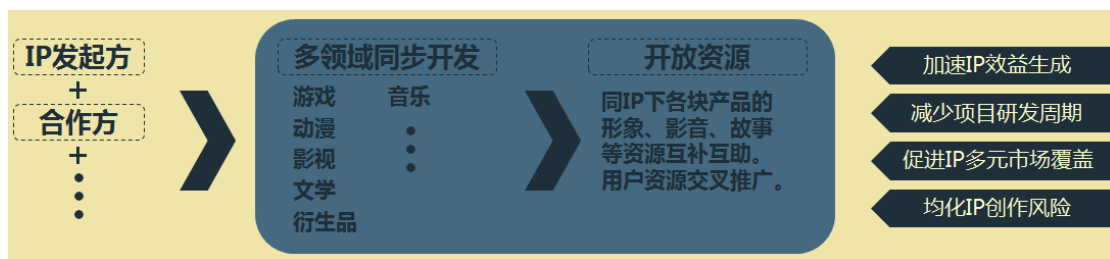 IP发起方
+
合作方
+
多领域同步开发
游戏
动漫
影视
文学
衍生品
音乐
开放资源
同IP下各块产品的
形象、影音、故事
等资源互补互助。
用户资源交叉推广。
加速IP效益生成
减少项目研发周期
促进IP多元市场覆盖
均化IP创作风险